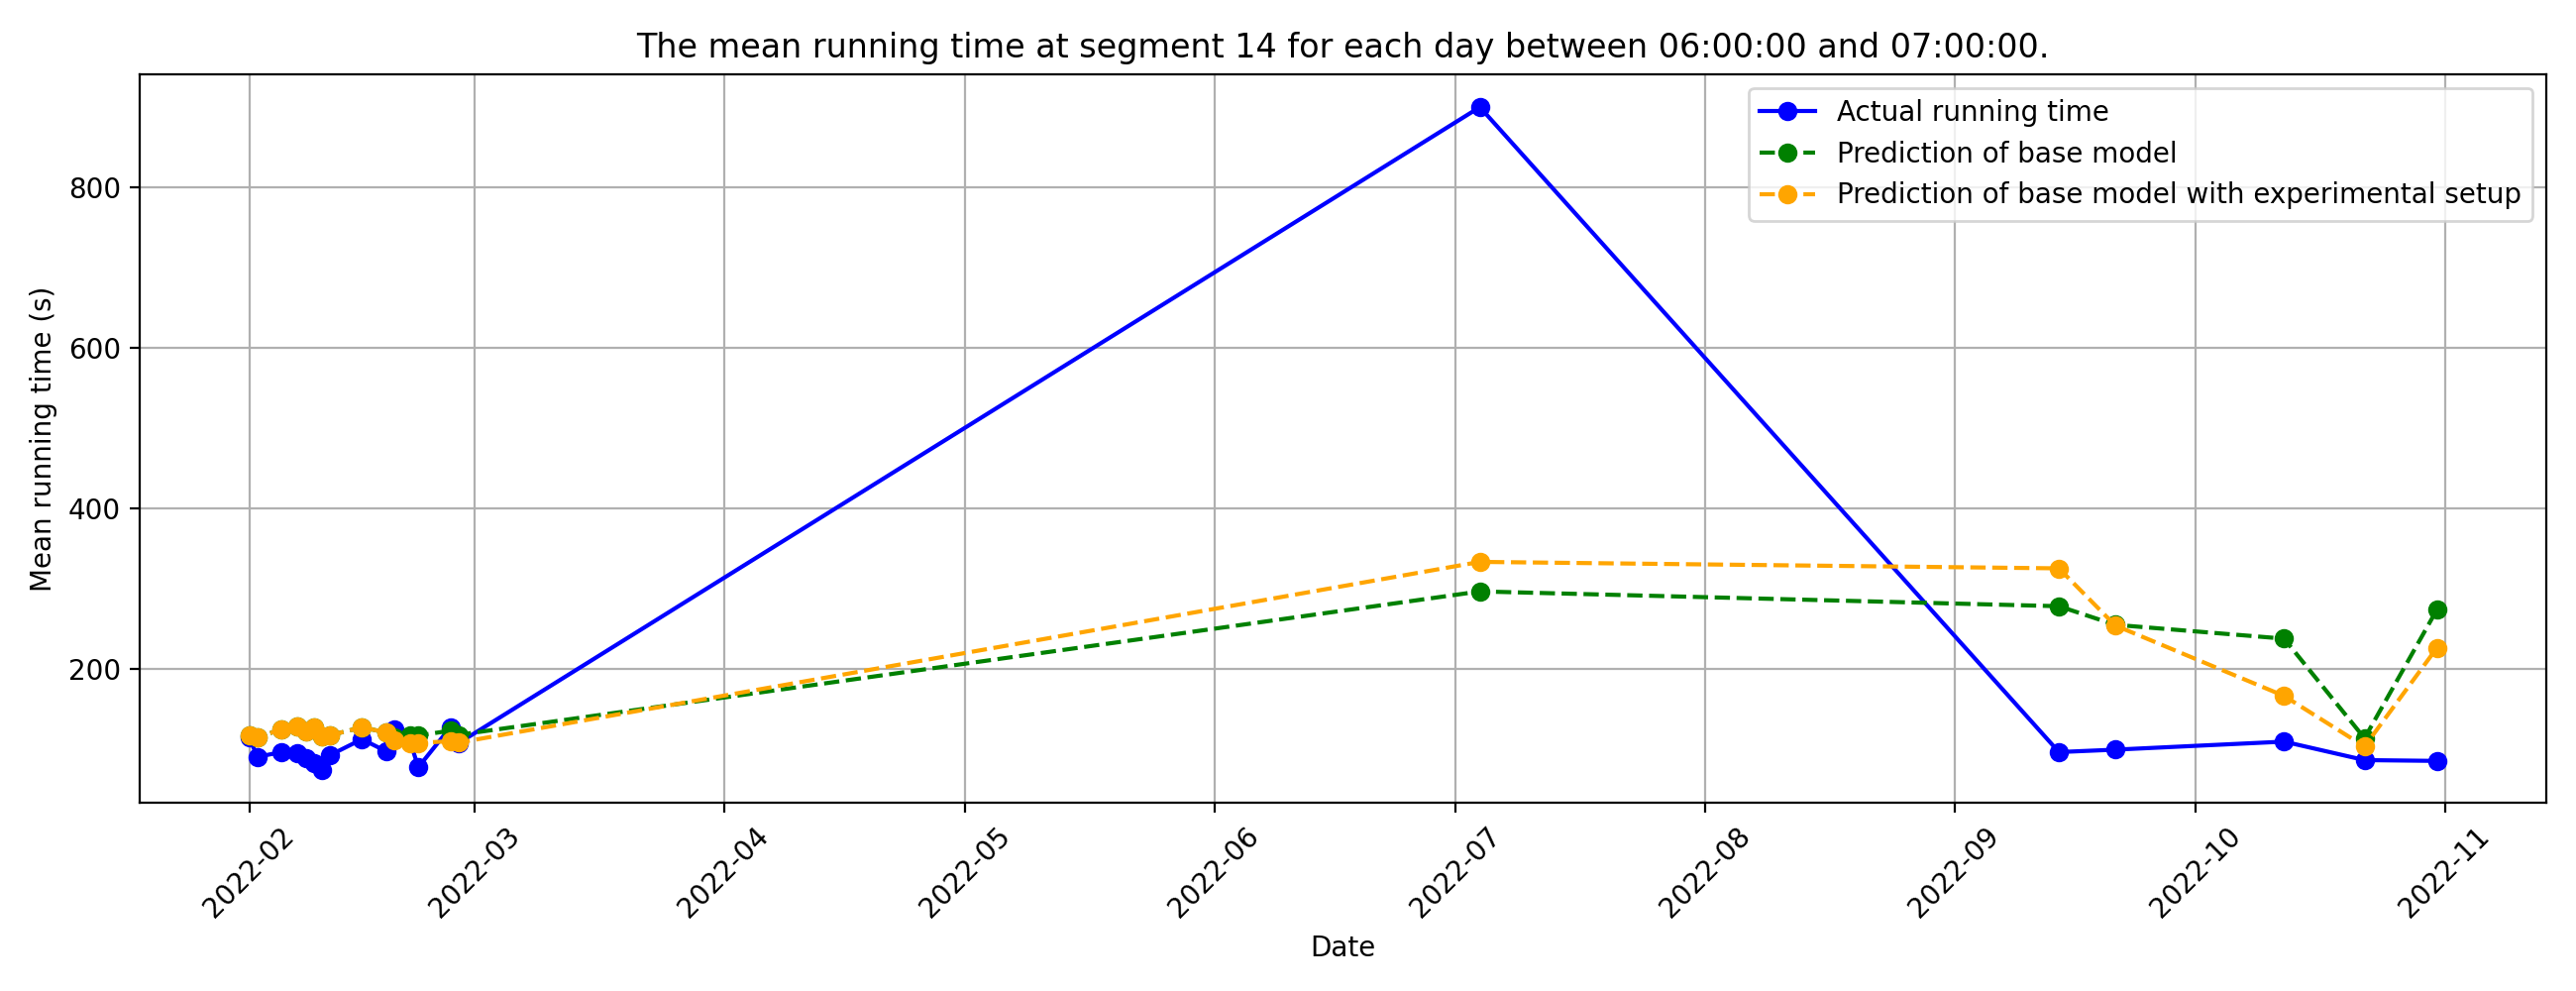 The mean running time at segment 14 for each day between 06:00:00 and 07:00:00.
Actual running time
Prediction of base model
Prediction of base model with experimental setup
Mean running time (s)
800
600
400
200
2022-02
2022-03
2022-04
2022-05
2022-06
2022-07
2022-08
2022-09
2022-10
2022-11
Date